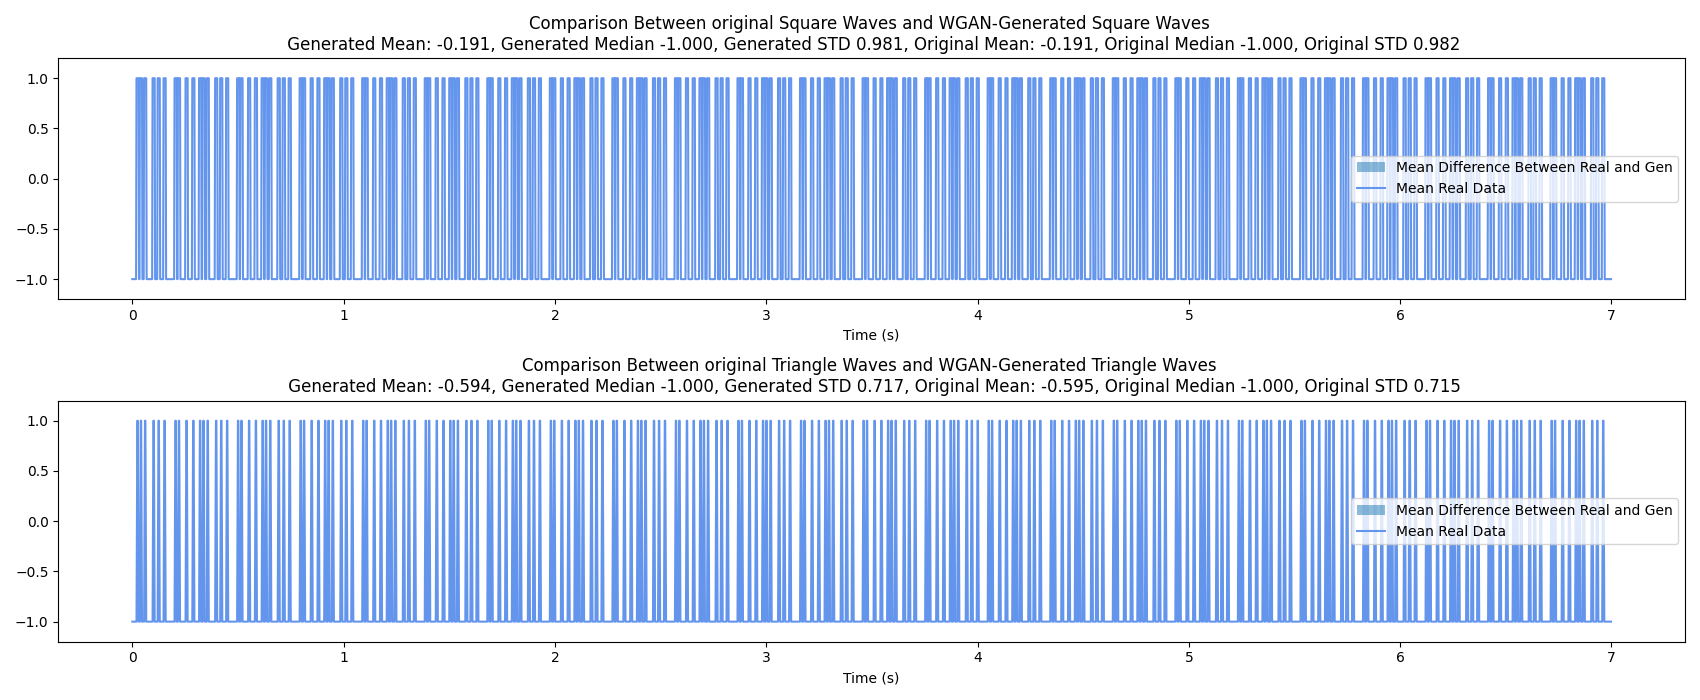 Comparison Between original Square Waves and WGAN-Generated Square Waves
Generated Mean: -0.191, Generated Median -1.000, Generated STD 0.981, Original Mean: -0.191, Original Median -1.000, Original STD 0.982
1.0
0.5
0.0
−0.5
−1.0
Mean Difference Between Real and Gen
Mean Real Data
0 1 2 3 4 5 6 7
Time (s)
Comparison Between original Triangle Waves and WGAN-Generated Triangle Waves
Generated Mean: -0.594, Generated Median -1.000, Generated STD 0.717, Original Mean: -0.595, Original Median -1.000, Original STD 0.715
1.0
0.5
0.0
−0.5
−1.0
Mean Difference Between Real and Gen
Mean Real Data
0 1 2 3 4 5 6 7
Time (s)